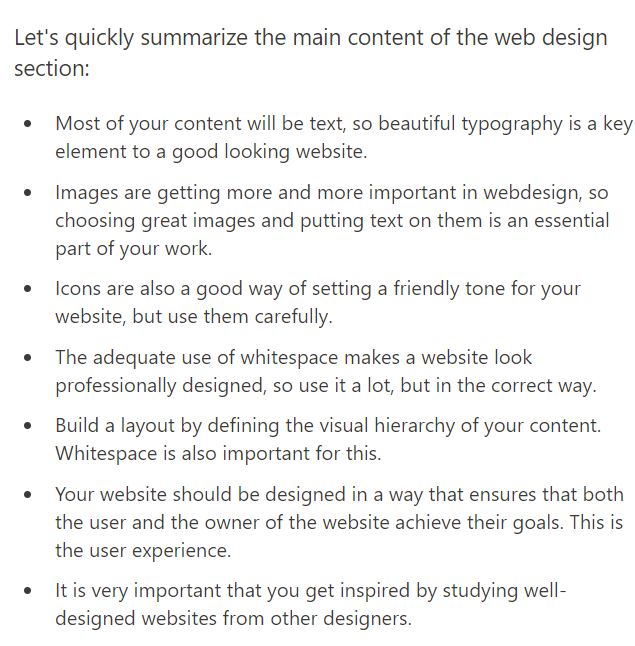 Let's quickly summarize the main content of the web design
section:
• Most of your content will be text, so beautiful typography is a key
element to a good looking website.
• Images are getting more and more important in webdesign, so
choosing great images and putting text on them is an essential
part of your work.
• Icons are also a good way of setting a friendly tone for your
website, but use them carefully.
• The adequate use of whitespace makes a website look
professionally designed, so use it a lot, but in the correct way.
• Build a layout by defining the visual hierarchy of your content.
Whitespace is also important for this.
• Your website should be designed in a way that ensures that both
the user and the owner of the website achieve their goals. This is
the user experience.
• It is very important that you get inspired by studying well-
designed websites from other designers.